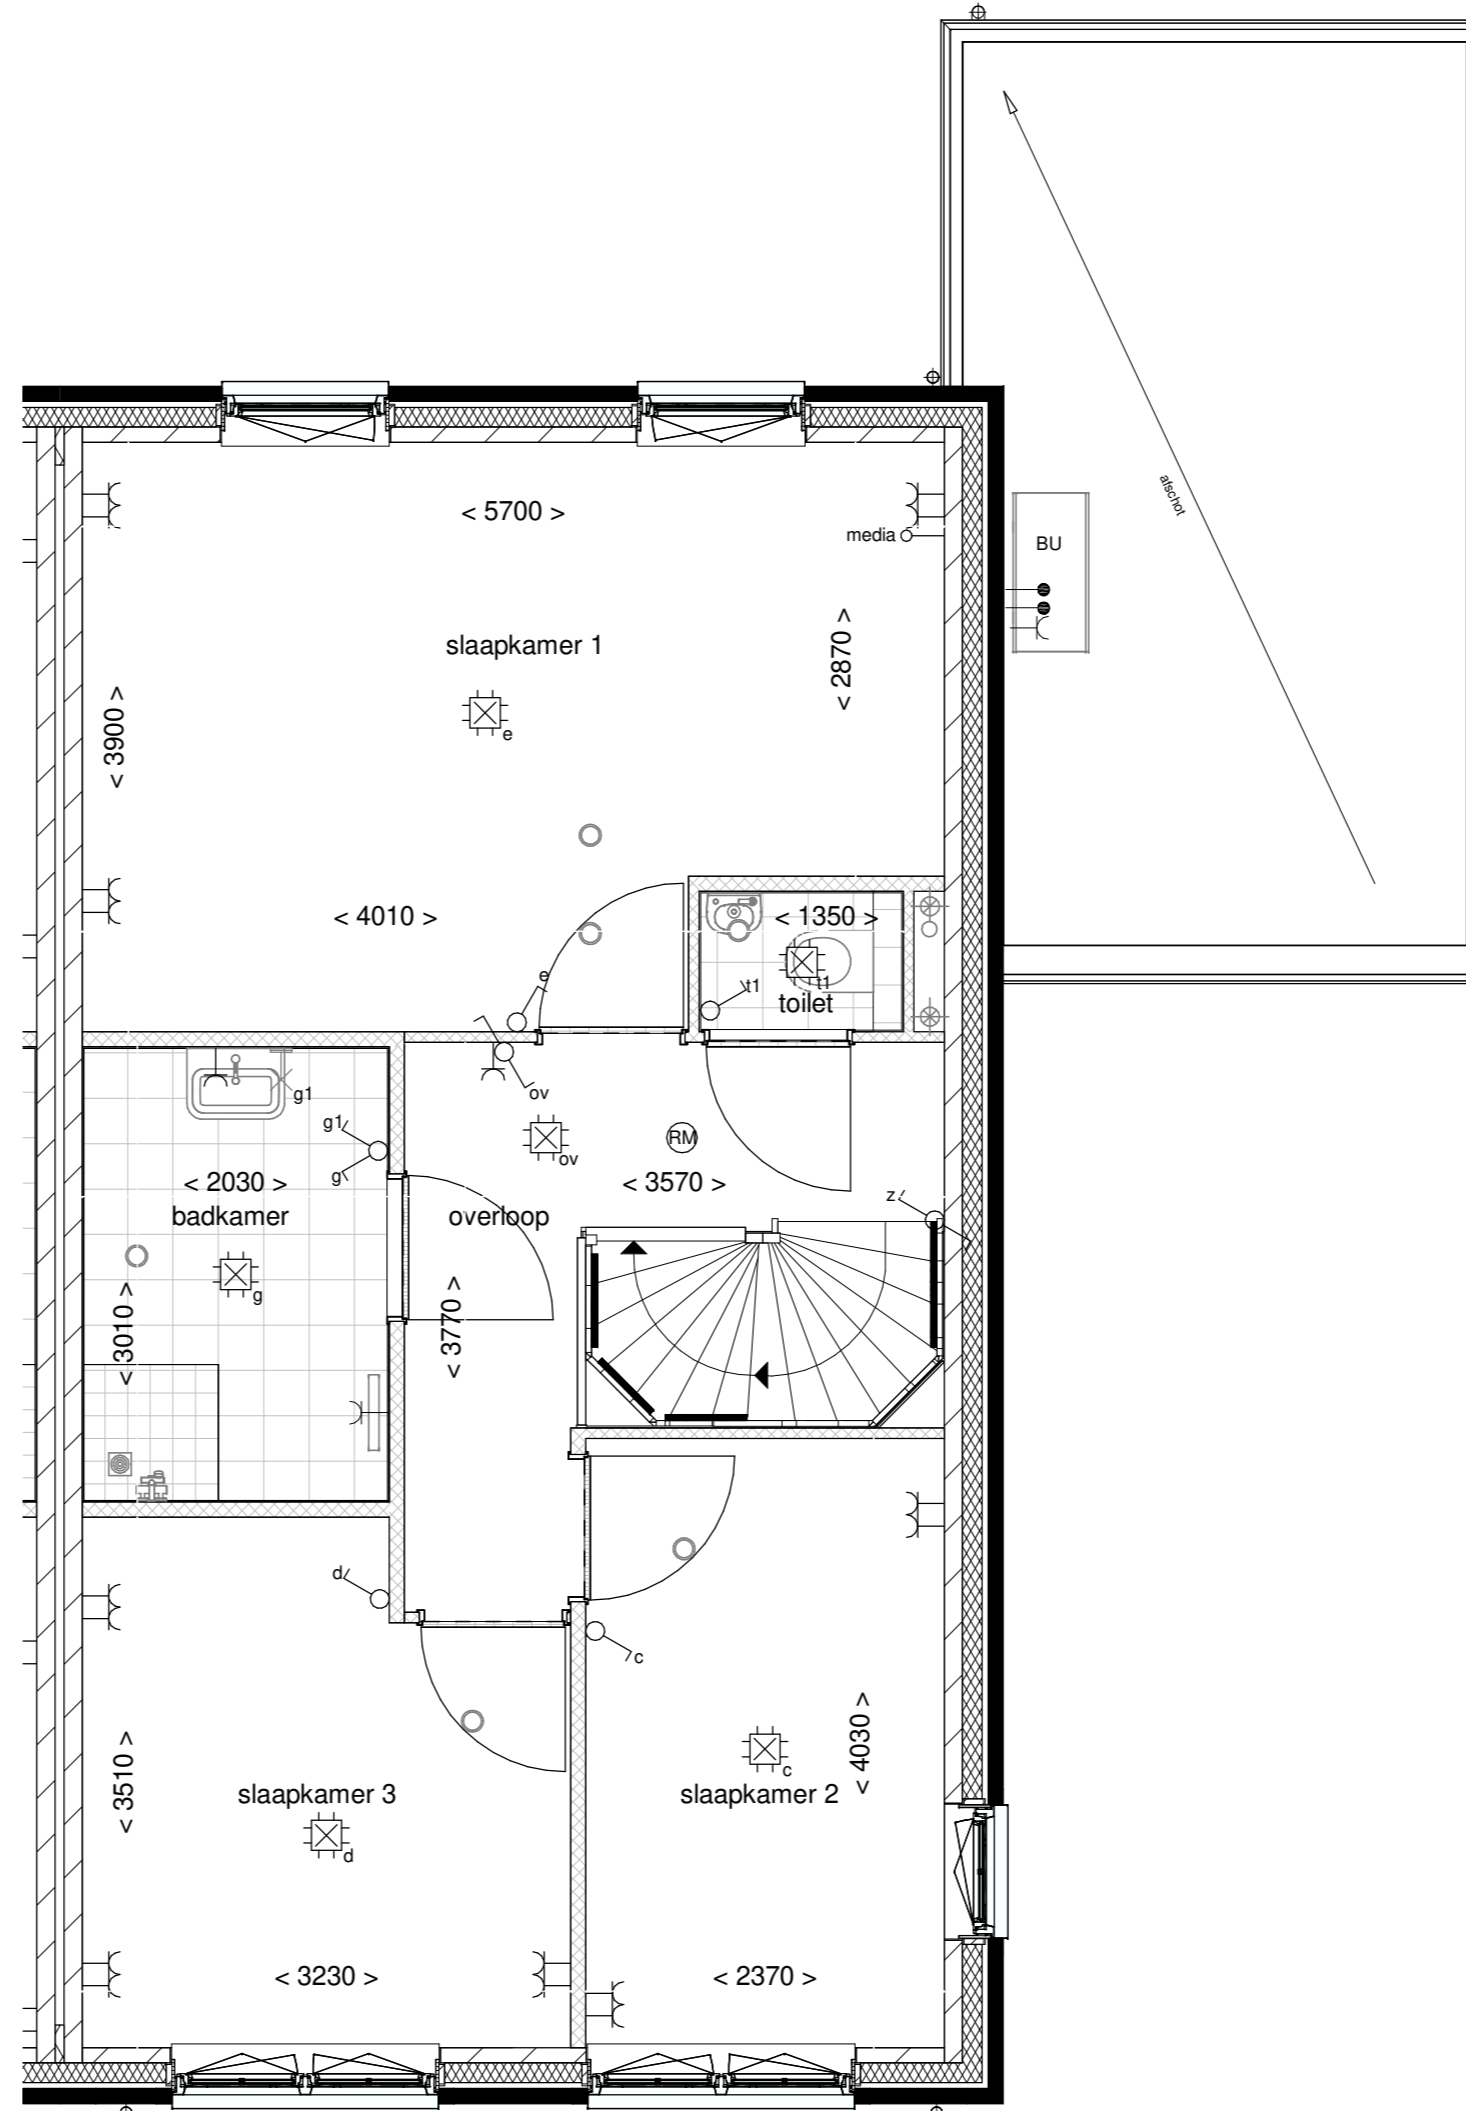 afschot
< 5700 >
media
BU
slaapkamer 1
< 2870 >
< 3900 >
e
< 4010 >
< 1350 >
e
t1
t1
toilet
ov
g1
g1
g
ov
RM
< 2030 >
< 3570 >
z
badkamer
overloop
g
< 3010 >
< 3770 >
d
c
< 4030 >
< 3510 >
c
slaapkamer 3
slaapkamer 2
d
< 3230 >
< 2370 >